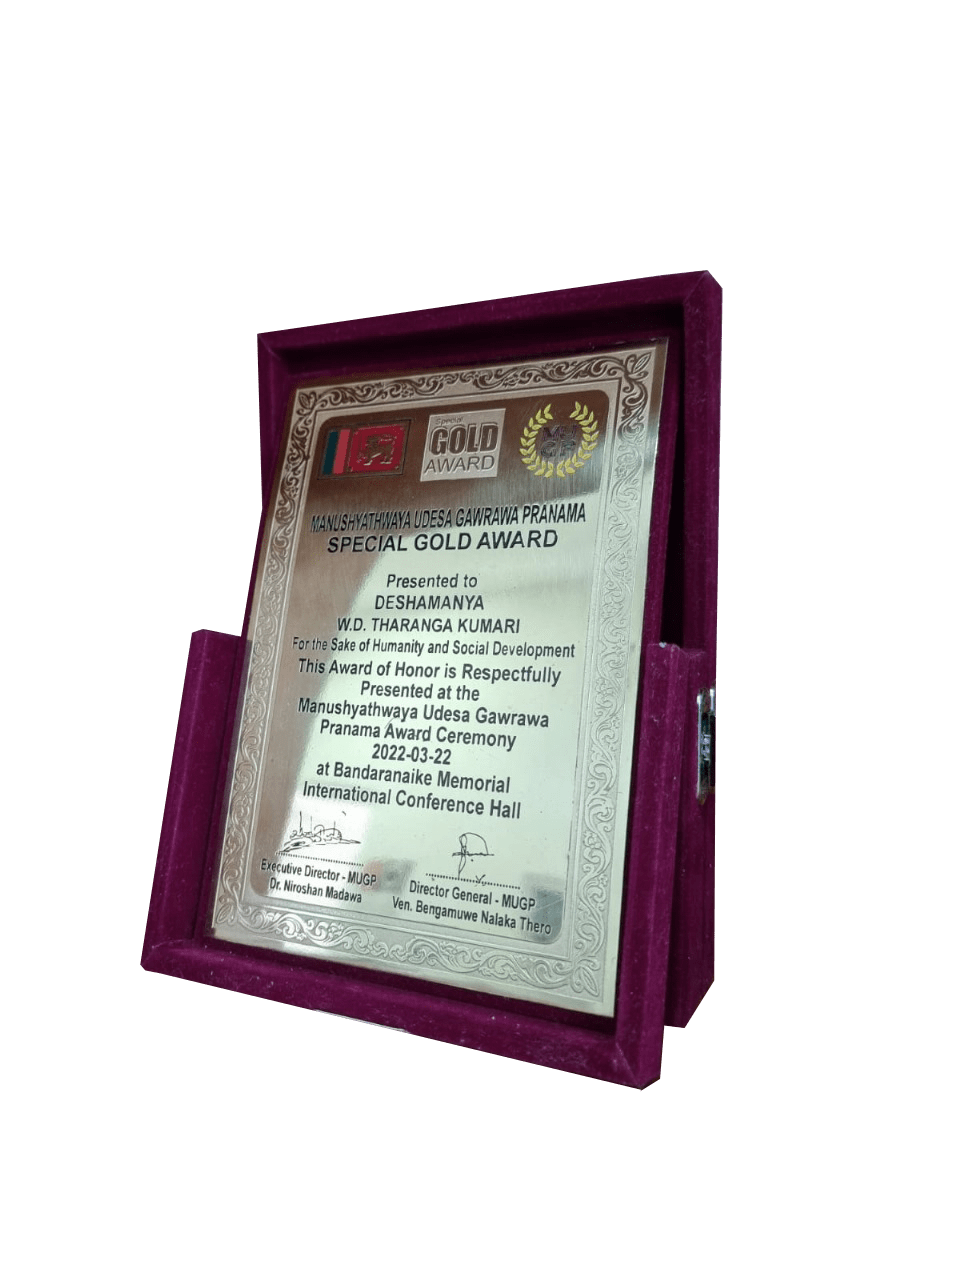 Special
GOLD
AWARD
MANUSHYATHWAYA UDESA GAWRAWA PRANAMA
SPECIAL GOLD AWARD
Presented to
DESHAMANYA
W.D. THARANGA KUMARI
For the Sake of Humanity and Social Development
This Award of Honor is Respectfully
Presented at the
Manushyathwaya Udesa Gawrawa
Pranama Award Ceremony
2022-03-22
at Bandaranaike Memorial
International Conference Hall
Executive Director - MUGP
Dr. Niroshan Madawa
Director General - MUGP
Ven. Bengamuwe Nalaka Thero